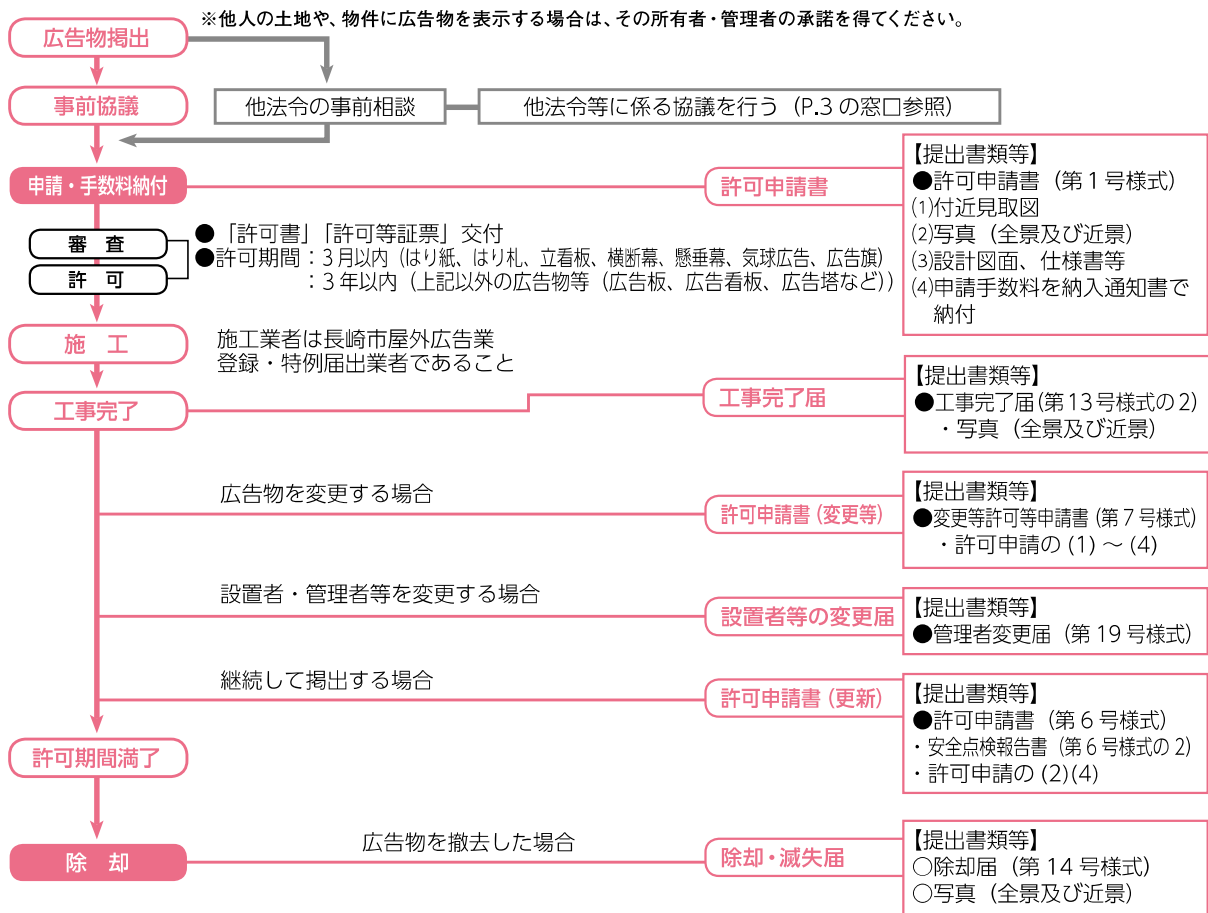 ※他人の土地や、物件に広告物を表示する場合は、その所有者・管理者の承諾を得てください。
広告物掲出
事前協議
他法令の事前相談
他法令等に係る協議を行う（P.3 の窓口参照）
申請・手数料納付
許可申請書
【提出書類等】
●許可申請書（第１号様式）
⑴付近見取図
⑵写真（全景及び近景）
⑶設計図面、仕様書等
⑷申請手数料を納入通知書で
納付
審 査
許 可
●「許可書」「許可等証票」交付
●許可期間：３月以内（はり紙、はり札、立看板、横断幕、懸垂幕、気球広告、広告旗）
：３年以内（上記以外の広告物等（広告板、広告看板、広告塔など））
施 工
施工業者は長崎市屋外広告業
登録・特例届出業者であること
工事完了
工事完了届
【提出書類等】
●工事完了届（第13号様式の2）
・写真（全景及び近景）
広告物を変更する場合
許可申請書（変更等）
【提出書類等】
●変更等許可等申請書（第７号様式）
・許可申請の (1) ～ (4)
設置者・管理者等を変更する場合
設置者等の変更届
【提出書類等】
●管理者変更届（第 19 号様式）
継続して掲出する場合
許可申請書（更新）
【提出書類等】
●許可申請書（第６号様式）
・安全点検報告書（第６号様式の 2）
・許可申請の (2)(4)
許可期間満了
広告物を撤去した場合
除 却
除却・滅失届
【提出書類等】
○除却届（第 14 号様式）
○写真（全景及び近景）